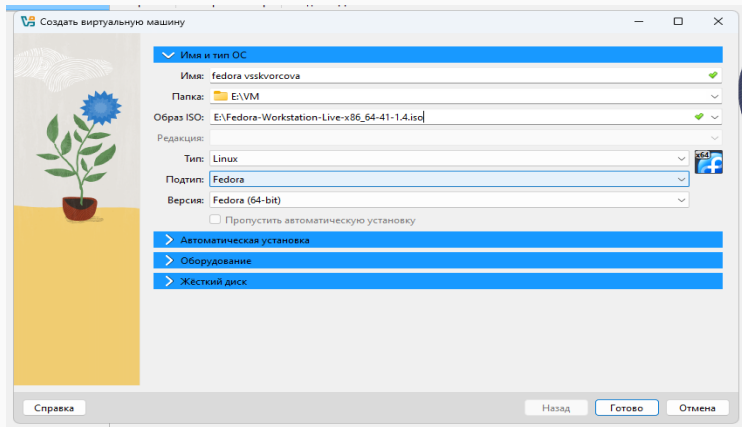 Создать виртуальную машину
Имя и тип ОС
Имя: fedora vsskvorcova
Папка: E:\VM
Образ ISO: E:\Fedora-Workstation-Live-x86_64-41-1.4.iso
Редакция:
Тип: Linux
x64
Подтип: Fedora
Версия: Fedora (64-bit)
Пропустить автоматическую установку
Автоматическая установка
Оборудование
Жёсткий диск
Справка Назад Готово Отмена